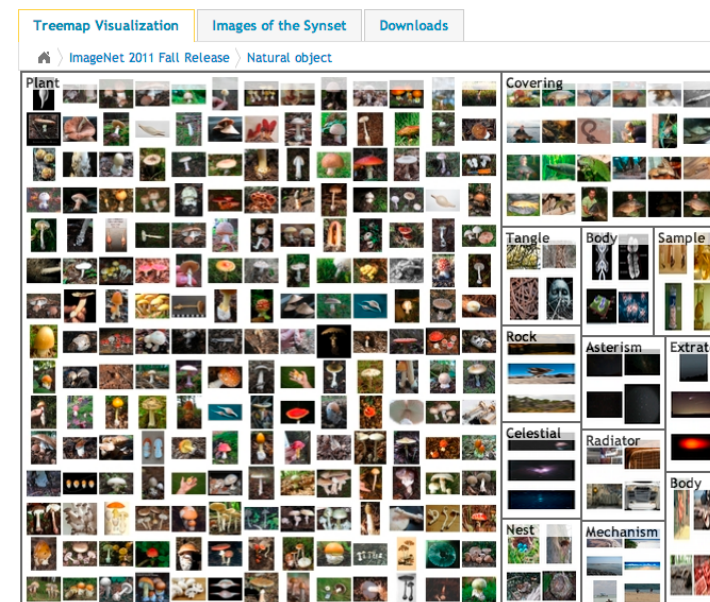 Treemap Visualization
Images of the Synset
Downloads
ImageNet 2011 Fall Release
Natural object
Plant
Covering
Tangle
Body
Sample
Rock
Asterism
Extrat
Celestial
Radiator
Body
Nest
Mechanism